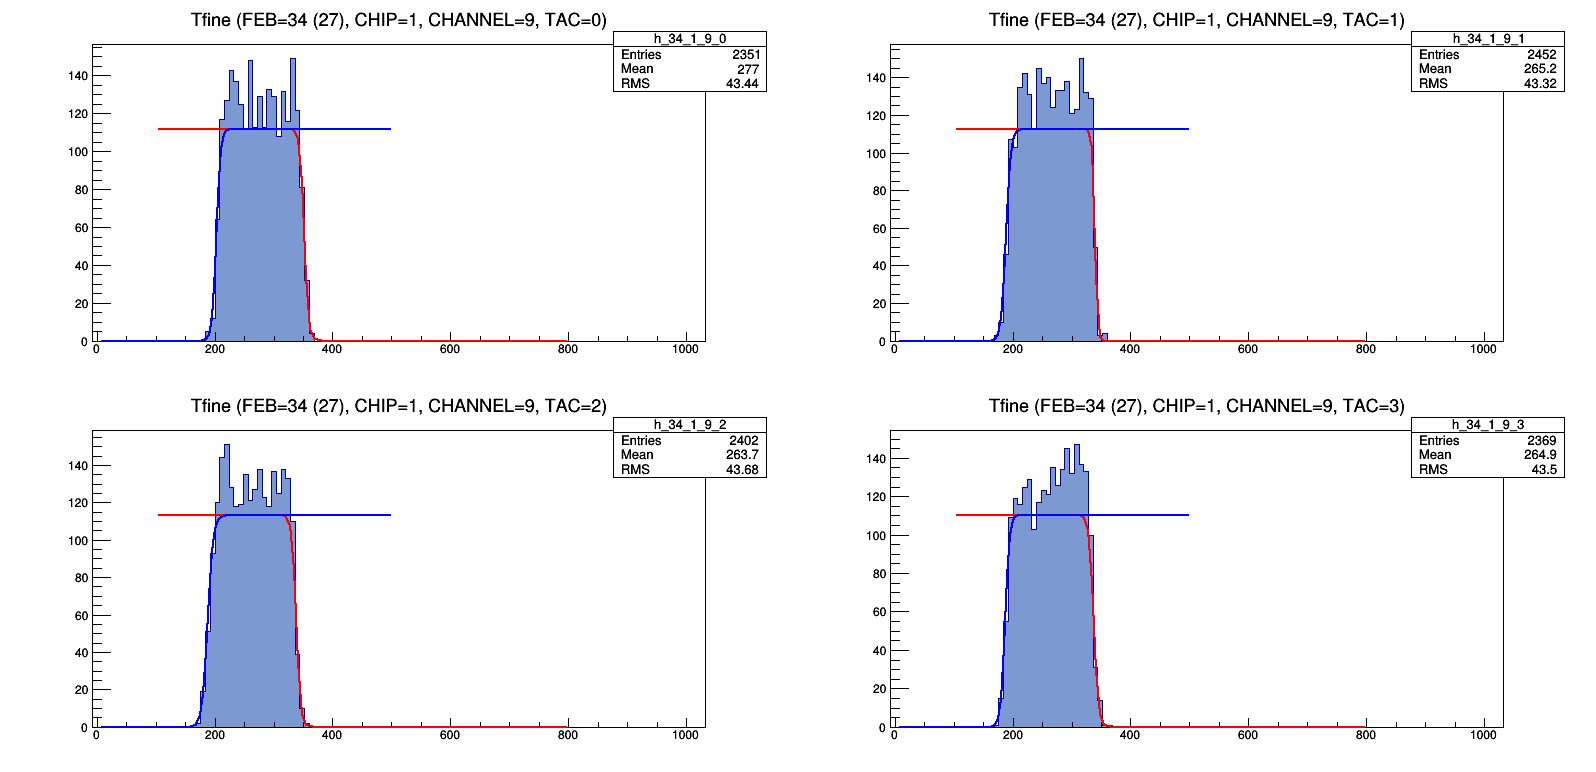 Tfine (FEB=34 (27), CHIP=1, CHANNEL=9, TAC=0)
h_34_1_9_0
Entries 2351
Mean 277
RMS 43.44
140
120
100
80
60
40
20
0
0 200 400 600 800 1000
Tfine (FEB=34 (27), CHIP=1, CHANNEL=9, TAC=1)
h_34_1_9_1
Entries 2452
Mean 265.2
RMS 43.32
140
120
100
80
60
40
20
0
0 200 400 600 800 1000
Tfine (FEB=34 (27), CHIP=1, CHANNEL=9, TAC=2)
h_34_1_9_2
Entries 2402
Mean 263.7
RMS 43.68
140
120
100
80
60
40
20
0
0 200 400 600 800 1000
Tfine (FEB=34 (27), CHIP=1, CHANNEL=9, TAC=3)
h_34_1_9_3
Entries 2369
Mean 264.9
RMS 43.5
140
120
100
80
60
40
20
0
0 200 400 600 800 1000